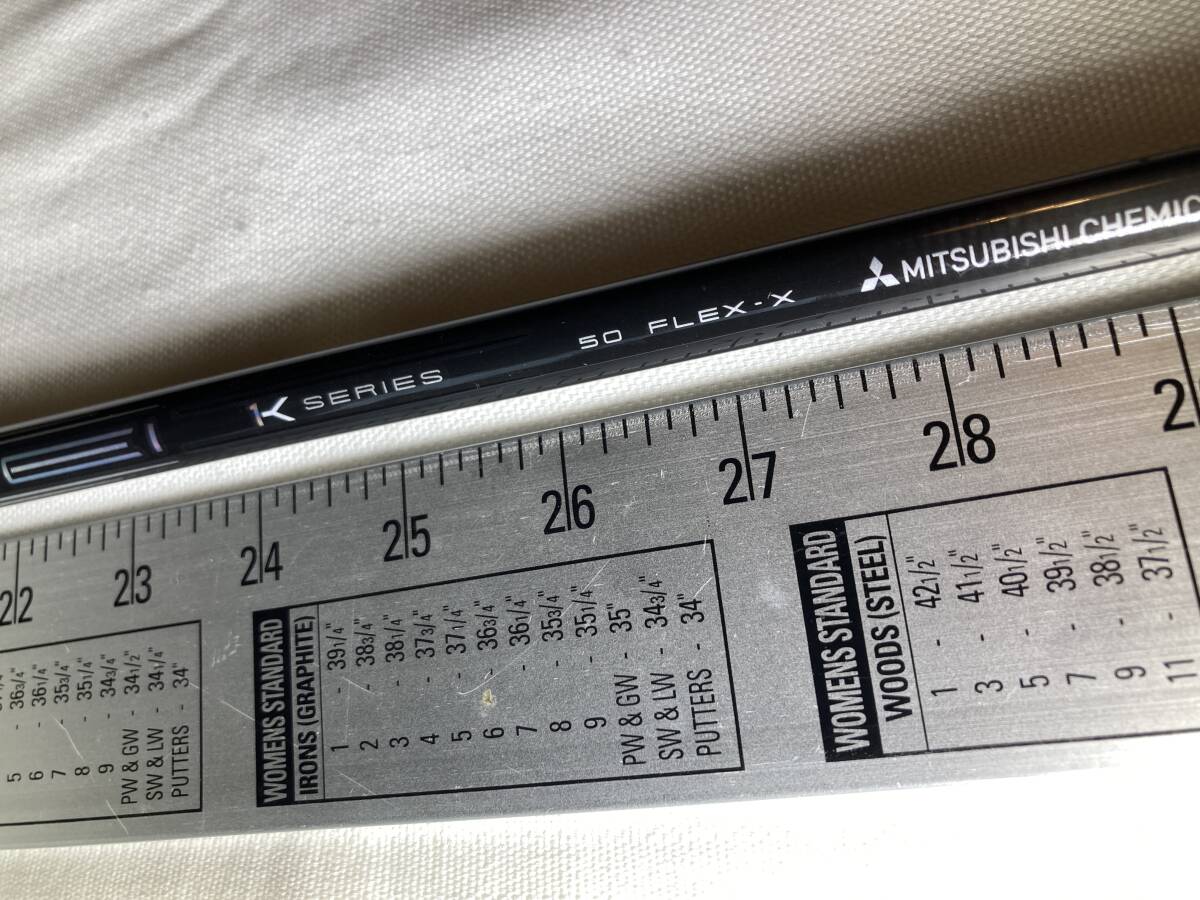 K SERIES 50 FLEX-X MITSUBISHI CHEMIC
22 23 24 25 26 27 28 2
5 - 36 3/4"
6 - 36 1/4"
7 - 35 3/4"
8 - 35 1/4"
9 - 34 3/4"
PW & GW - 34 1/2"
SW & LW - 34 1/4"
PUTTERS - 34"
WOMENS STANDARD
IRONS (GRAPHITE)
1 - 39 1/4"
2 - 38 3/4"
3 - 38 1/4"
4 - 37 3/4"
5 - 37 1/4"
6 - 36 3/4"
7 - 36 1/4"
8 - 35 3/4"
9 - 35 1/4"
PW & GW - 35"
SW & LW - 34 3/4"
PUTTERS - 34"
WOMENS STANDARD
WOODS (STEEL)
1 - 42 1/2"
3 - 41 1/2"
5 - 40 1/2"
7 - 39 1/2"
9 - 38 1/2"
11 - 37 1/2"